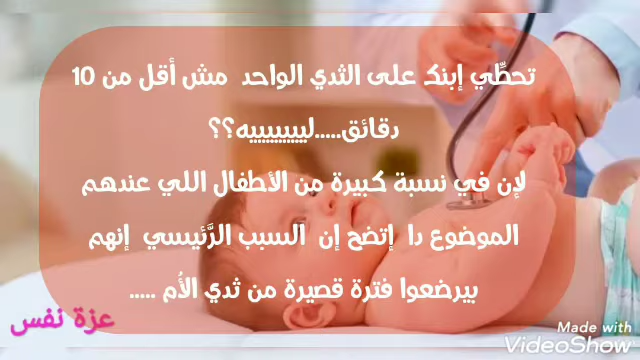 تحطِّي إبنك على الثدي الواحد مش أقل من 10
دقائق.....ليييييييييه؟؟
لإن في نسبة كبيرة من الأطفال اللي عندهم
الموضوع دا إتضح إن السبب الرَّئيسي إنهم
بيرضعوا فترة قصيرة من ثدي الأُم .....
عزة نفس
Made with
VideoShow